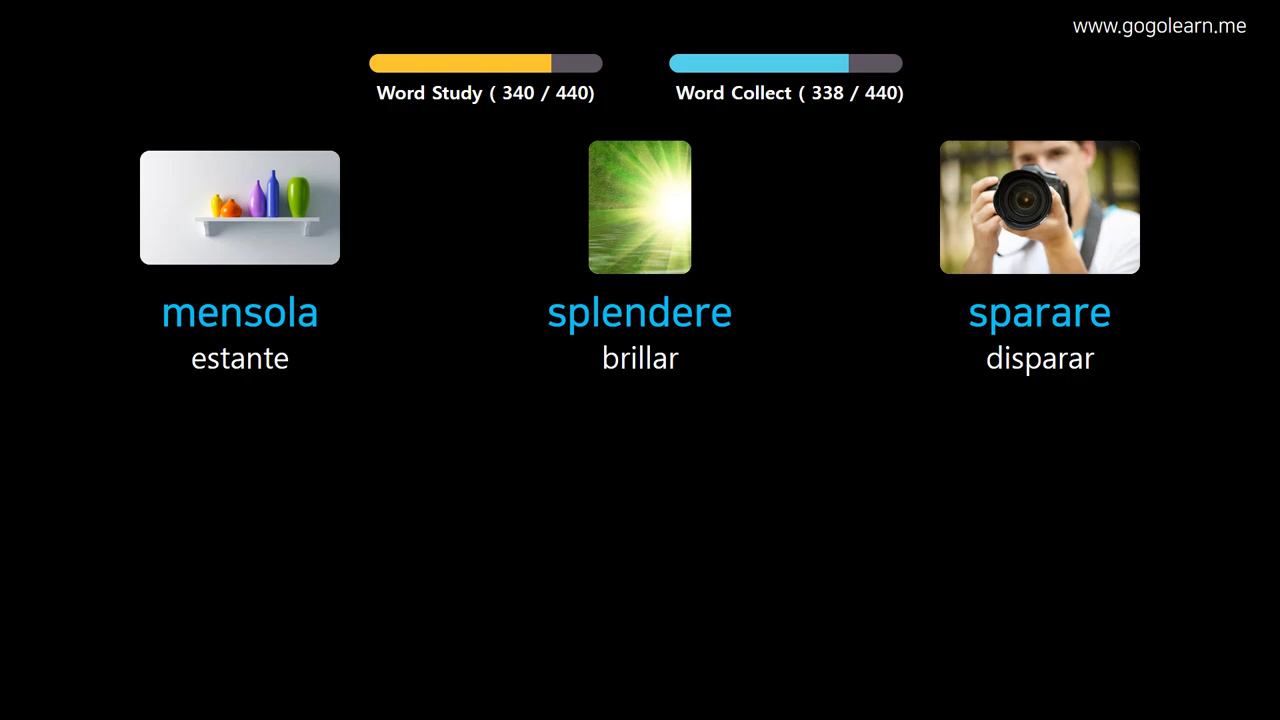 www.gogolearn.me
Word Study ( 340 / 440)
Word Collect ( 338 / 440)
mensola
estante
splendere
brillar
sparare
disparar